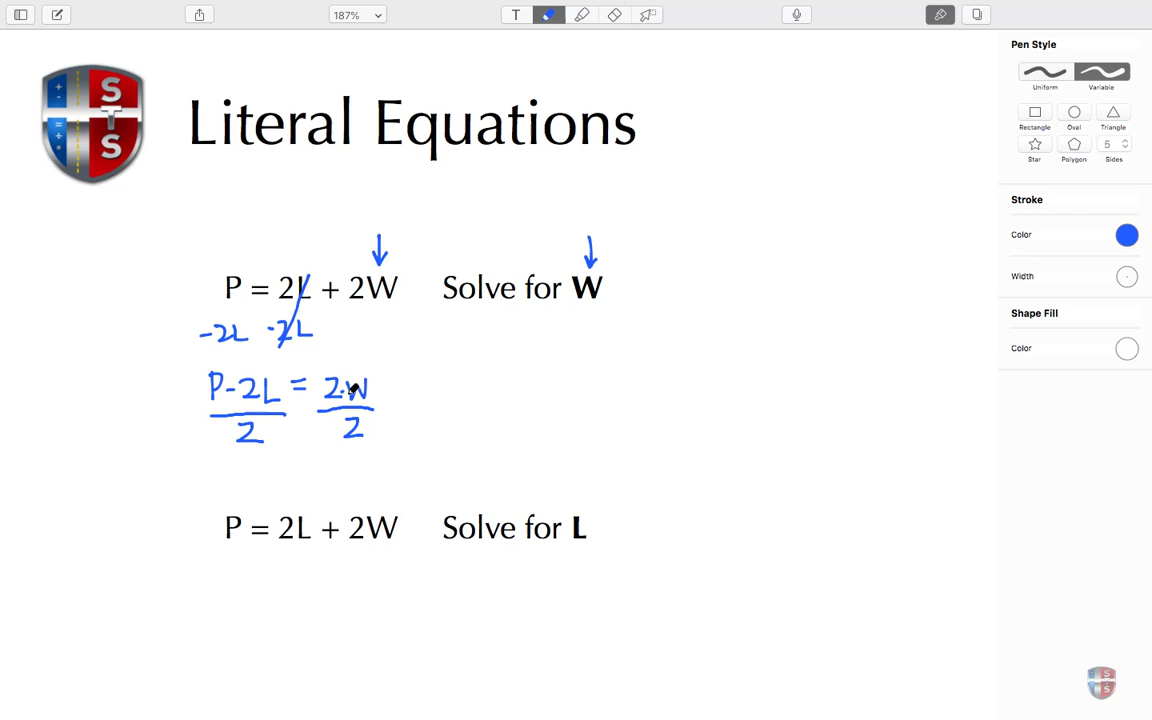 187% T
Pen Style
Uniform Variable
Rectangle Oval Triangle
5
Star Polygon Sides
S
T
S
Literal Equations
Stroke
Color
Width
Shape Fill
Color
P = 2L + 2W Solve for W
-2L -2L
P-2L = 2·W
2 2
P = 2L + 2W Solve for L
S
T
S